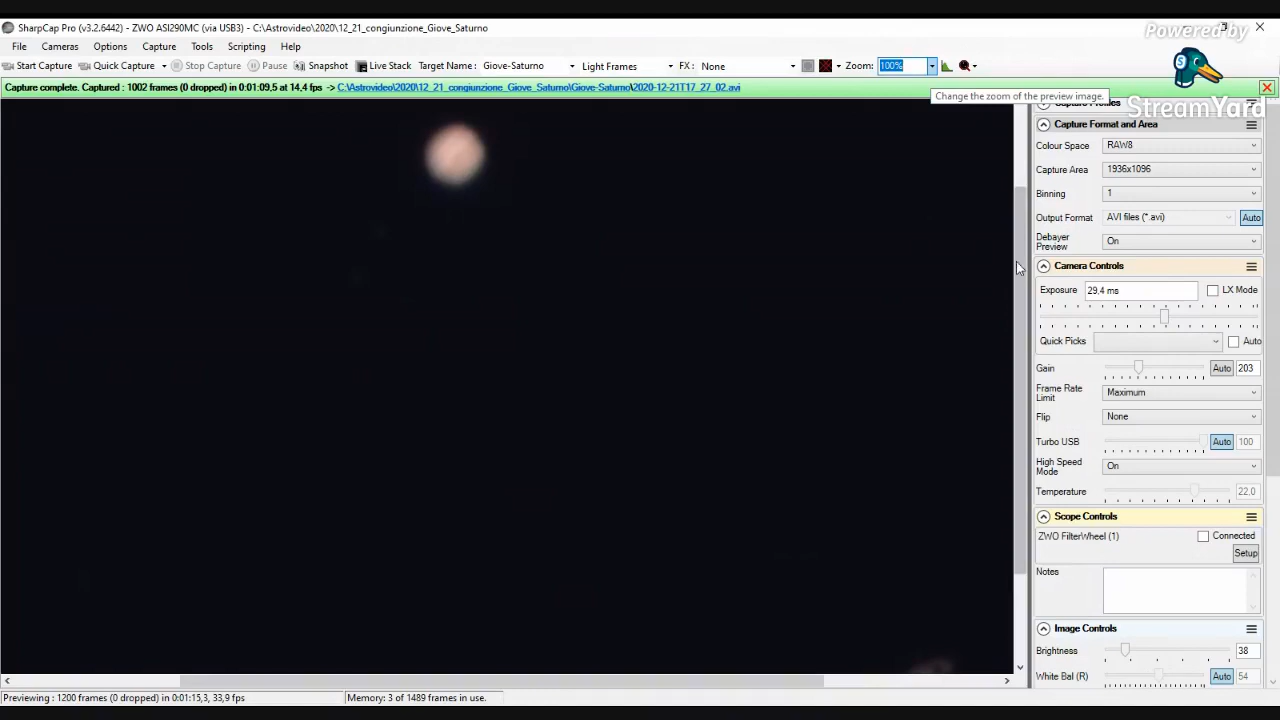 SharpCap Pro (v3.2.6442) - ZWO ASI290MC (via USB3) - C:\Astrovideo\2020\12_21_congiunzione_Giove_Saturno
Powered by
File Cameras Options Capture Tools Scripting Help
Start Capture Quick Capture Stop Capture Pause Snapshot Live Stack Target Name: Giove-Saturno Light Frames FX: None Zoom: 100%
Capture complete. Captured : 1002 frames (0 dropped) in 0:01:09,5 at 14,4 fps -> C:\Astrovideo\2020\12_21_congiunzione_Giove_Saturno\Giove-Saturno\2020-12-21T17_27_02.avi
Change the zoom of the preview image.
StreamYard
Capture Profiles
Capture Format and Area
Colour Space RAW8
Capture Area 1936x1096
Binning 1
Output Format AVI files (*.avi) Auto
Debayer Preview On
Camera Controls
Exposure 29,4 ms LX Mode
Quick Picks Auto
Gain Auto 203
Frame Rate Limit Maximum
Flip None
Turbo USB Auto 100
High Speed Mode On
Temperature 22,0
Scope Controls
ZWO FilterWheel (1) Connected
Setup
Notes
Image Controls
Brightness 38
White Bal (R) Auto 54
Previewing : 1200 frames (0 dropped) in 0:01:15,3, 33,9 fps Memory: 3 of 1489 frames in use.